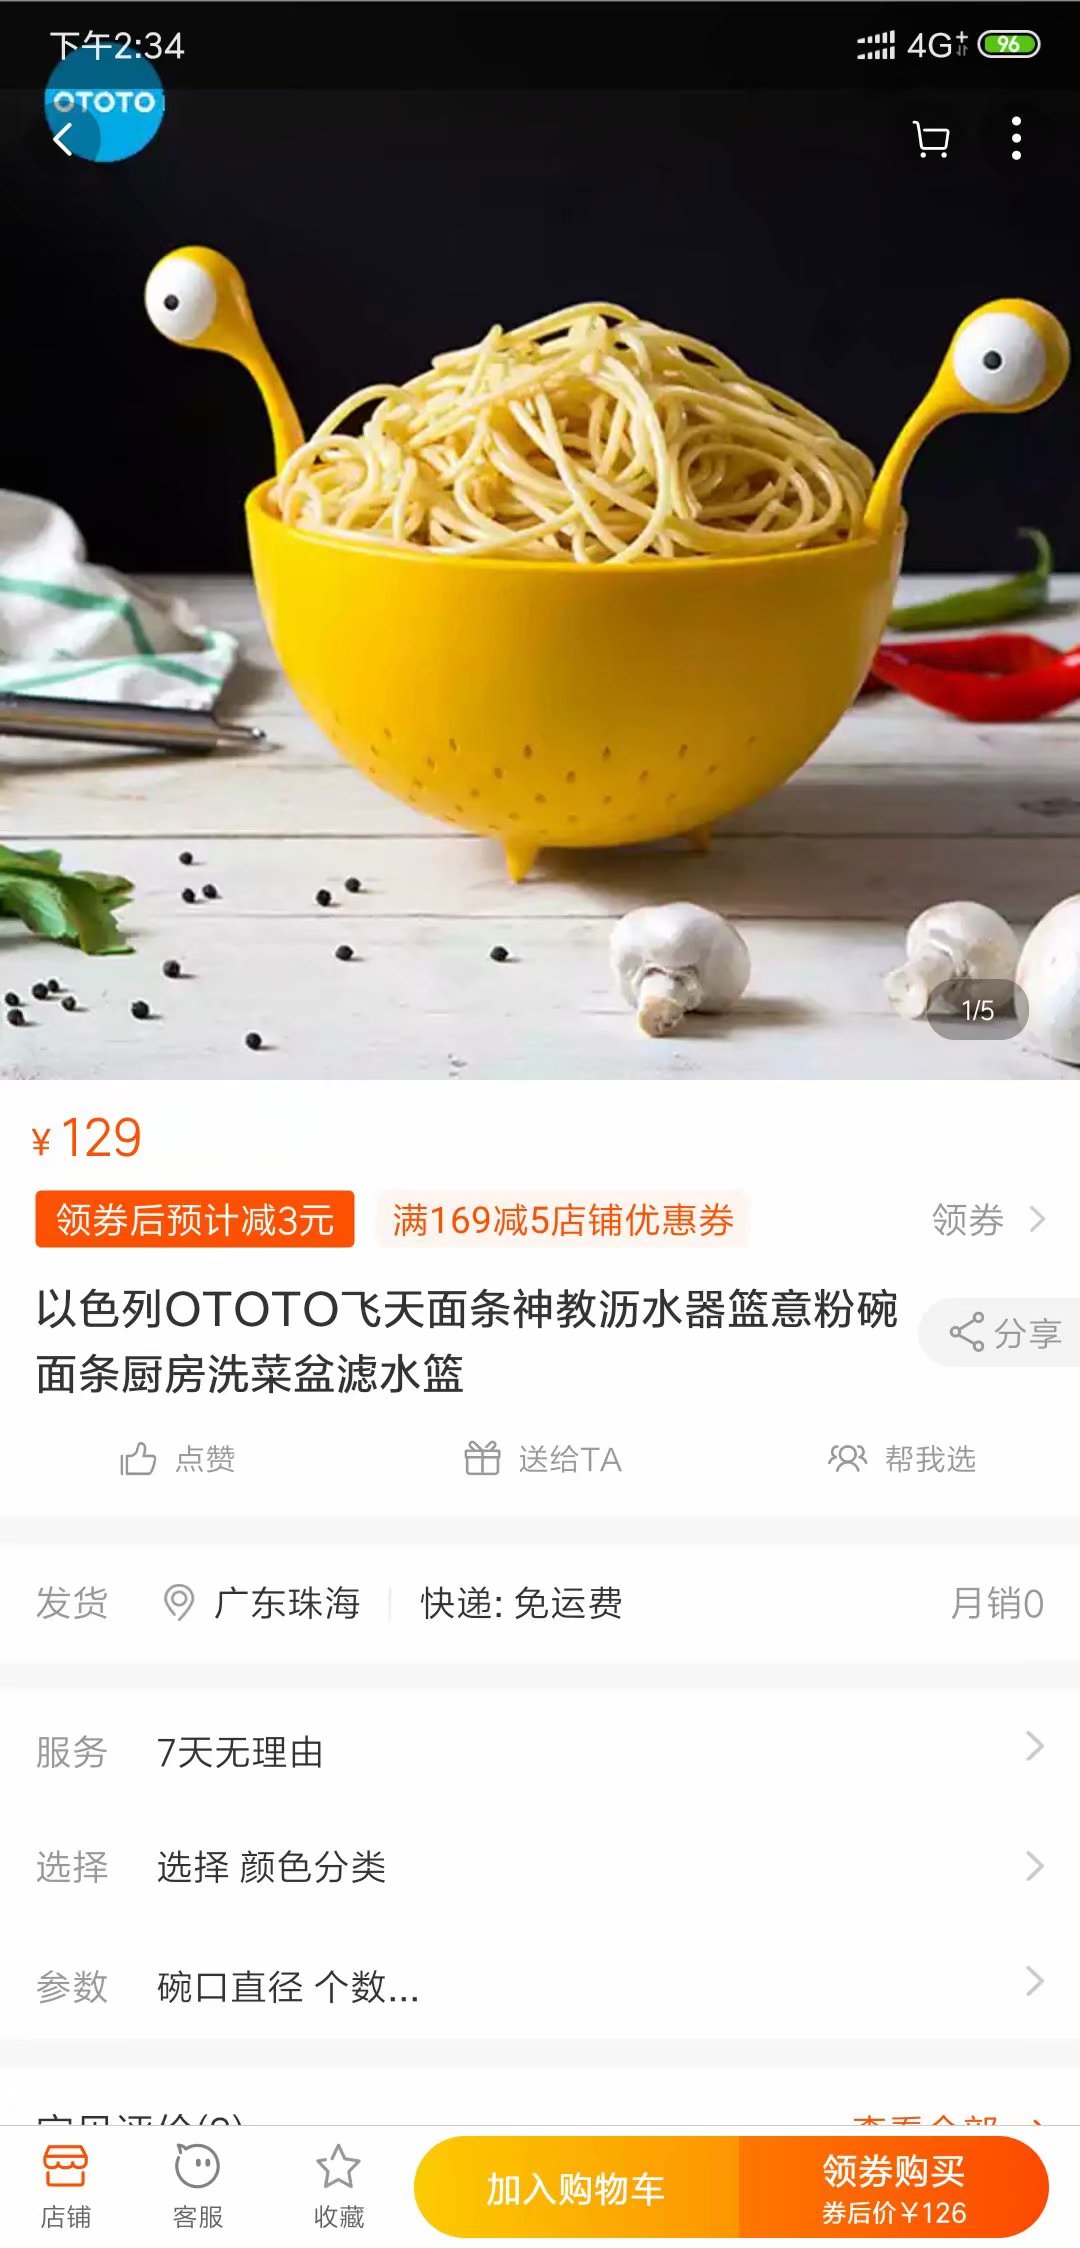 下午2:34
4G+
96
OTOTO
1/5
¥129
领券后预计减3元
满169减5店铺优惠券
领券
以色列OTOTO飞天面条神教沥水器篮意粉碗
面条厨房洗菜盆滤水篮
分享
点赞
送给TA
帮我选
发货
广东珠海
快递: 免运费
月销0
服务
7天无理由
选择
选择 颜色分类
参数
碗口直径 个数...
店铺
客服
收藏
加入购物车
领券购买
券后价¥126